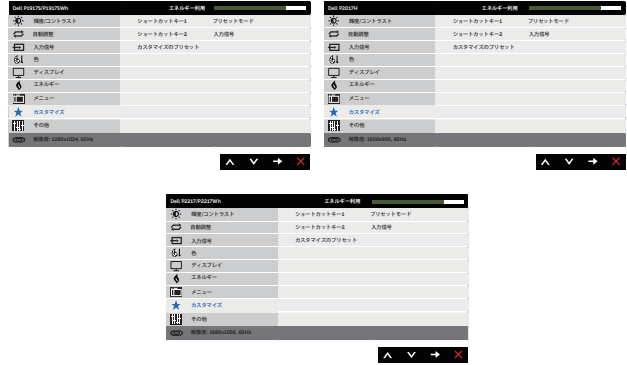 Dell P1917S/P1917SWh エネルギー利用
輝度/コントラスト ショートカットキー1 プリセットモード
自動調整 ショートカットキー2 入力信号
入力信号 カスタマイズのリセット
色
ディスプレイ
エネルギー
メニュー
カスタマイズ
その他
解像度: 1280x1024, 60Hz
Dell P2017H エネルギー利用
輝度/コントラスト ショートカットキー1 プリセットモード
自動調整 ショートカットキー2 入力信号
入力信号 カスタマイズのリセット
色
ディスプレイ
エネルギー
メニュー
カスタマイズ
その他
解像度: 1600x900, 60Hz
Dell P2217/P2217Wh エネルギー利用
輝度/コントラスト ショートカットキー1 プリセットモード
自動調整 ショートカットキー2 入力信号
入力信号 カスタマイズのリセット
色
ディスプレイ
エネルギー
メニュー
カスタマイズ
その他
解像度: 1680x1050, 60Hz